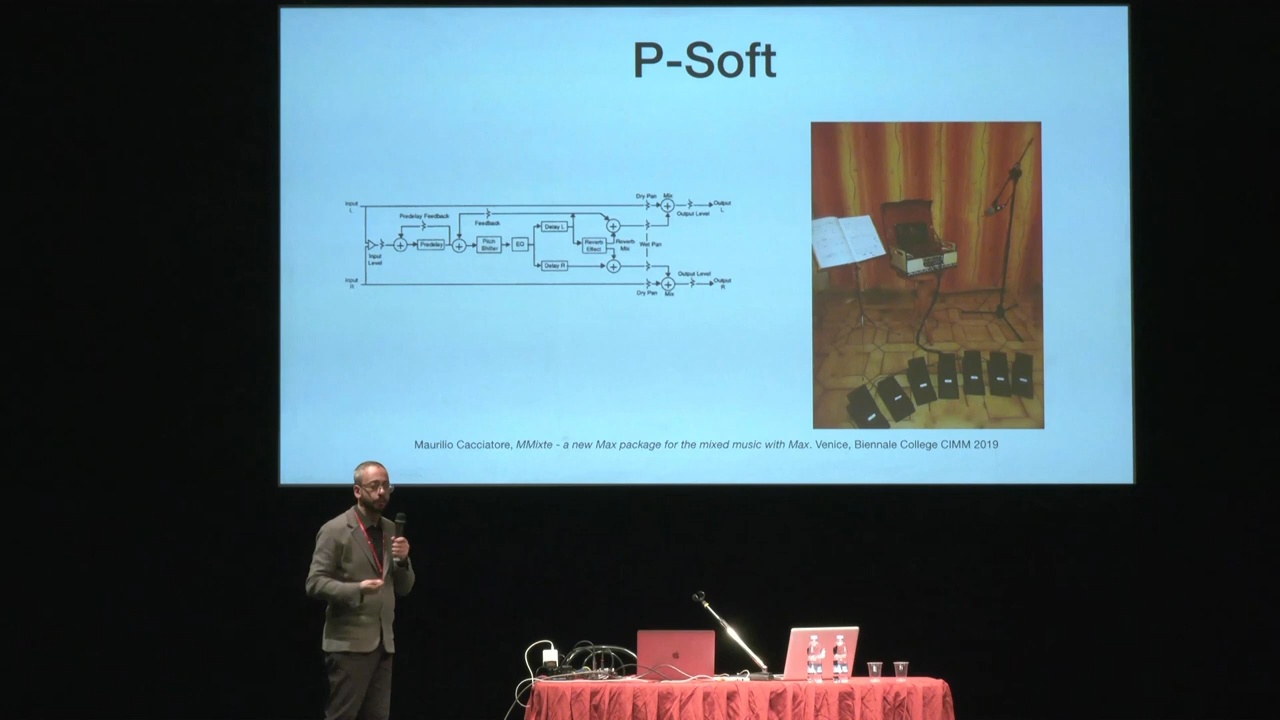 P-Soft
Dry Pan
Mix
Input
L
Output
L
Output Level
Predelay Feedback
Feedback
Delay L
Predelay
Pitch
Shifter
EQ
Reverb
Effect
Reverb
Mix
Wet Pan
Input
Level
Delay R
Output Level
Input
R
Output
R
Dry Pan
Mix
Maurilio Cacciatore, MMixte - a new Max package for the mixed music with Max. Venice, Biennale College CIMM 2019